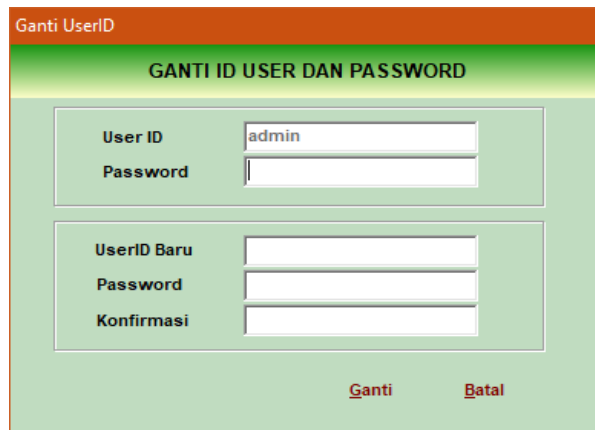 Ganti UserID
GANTI ID USER DAN PASSWORD
User ID admin
Password
UserID Baru
Password
Konfirmasi
Ganti Batal